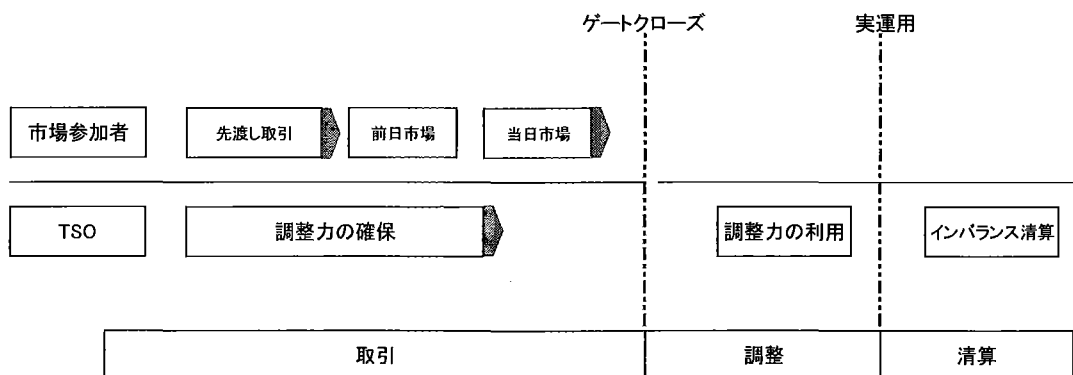 ゲートクローズ
実運用
市場参加者
先渡し取引
前日市場
当日市場
TSO
調整力の確保
調整力の利用
インバランス清算
取引
調整
清算